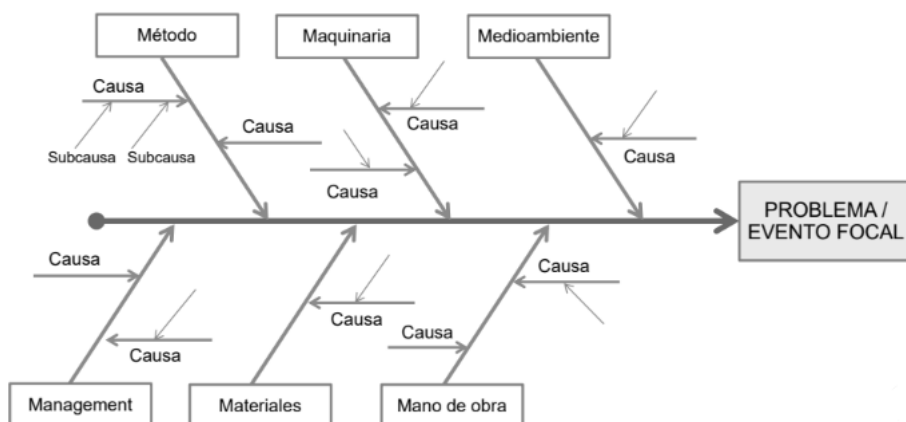 Método
Maquinaria
Medioambiente
Causa
Subcausa
Subcausa
Causa
Causa
Causa
Causa
PROBLEMA /
EVENTO FOCAL
Causa
Causa
Causa
Causa
Causa
Management
Materiales
Mano de obra